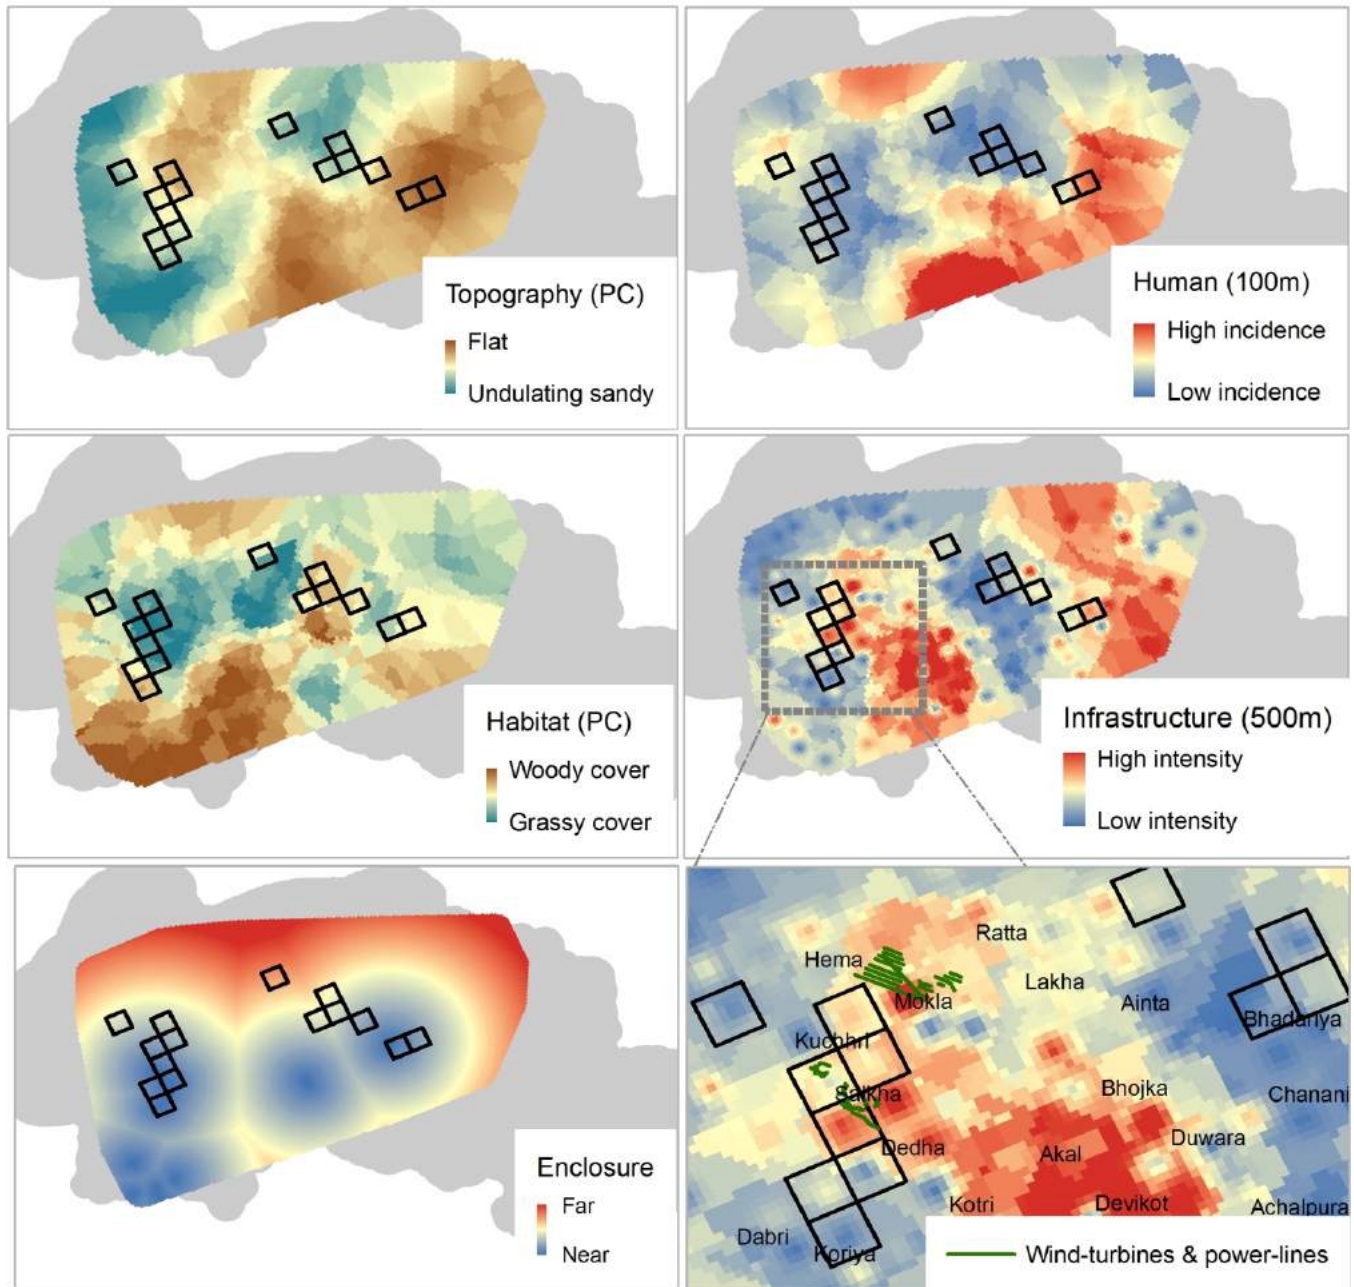 Topography (PC)
Flat
Undulating sandy
Human (100m)
High incidence
Low incidence
Habitat (PC)
Woody cover
Grassy cover
Infrastructure (500m)
High intensity
Low intensity
Enclosure
Far
Near
Ratta
Hema
Lakha
Mokla
Ainta
Bhadariya
Kuchhri
Bhojka
Salkha
Chanani
Duwara
Dedha
Akal
Kotri
Devikot
Achalpura
Dabri
Koriya
Wind-turbines & power-lines